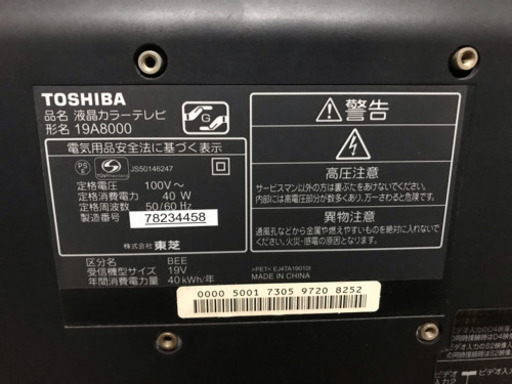 TOSHIBA
品名 液晶カラーテレビ
形名 19A8000
G
電気用品安全法に基づく表示
PS
E
JS50146247
定格電圧 100V～
定格消費電力 40 W
定格周波数 50/60 Hz
製造番号 78234458
株式会社 東芝
区分名 BEE
受信機型サイズ 19V
年間消費電力量 40kWh/年
警告
高圧注意
サービスマン以外の方は裏ぶたをあけないでください。
内部には高電圧部分が数多くあり、万一さわると危険です。
異物注意
通風孔などから金属や燃えやすいものを絶対に入れないで
ください。火災・感電の原因になります。
>PET< EJ4TA19010I
MADE IN CHINA
0000 5001 7305 9720 8252